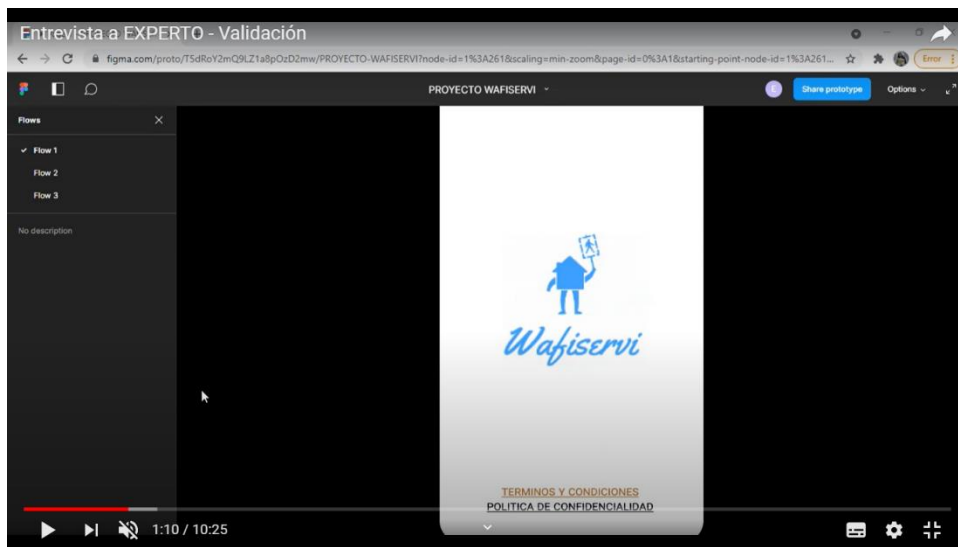 Entrevista a EXPERTO - Validación
figma.com/proto/T5dRoY2mQ9LZ1a8pOzD2mw/PROYECTO-WAFISERVI?node-id=1%3A261&scaling=min-zoom&page-id=0%3A1&starting-point-node-id=1%3A261...
Error
PROYECTO WAFISERVI
E
Share prototype
Options
Flows
Flow 1
Flow 2
Flow 3
No description
Wafiservi
TERMINOS Y CONDICIONES
POLITICA DE CONFIDENCIALIDAD
1:10 / 10:25